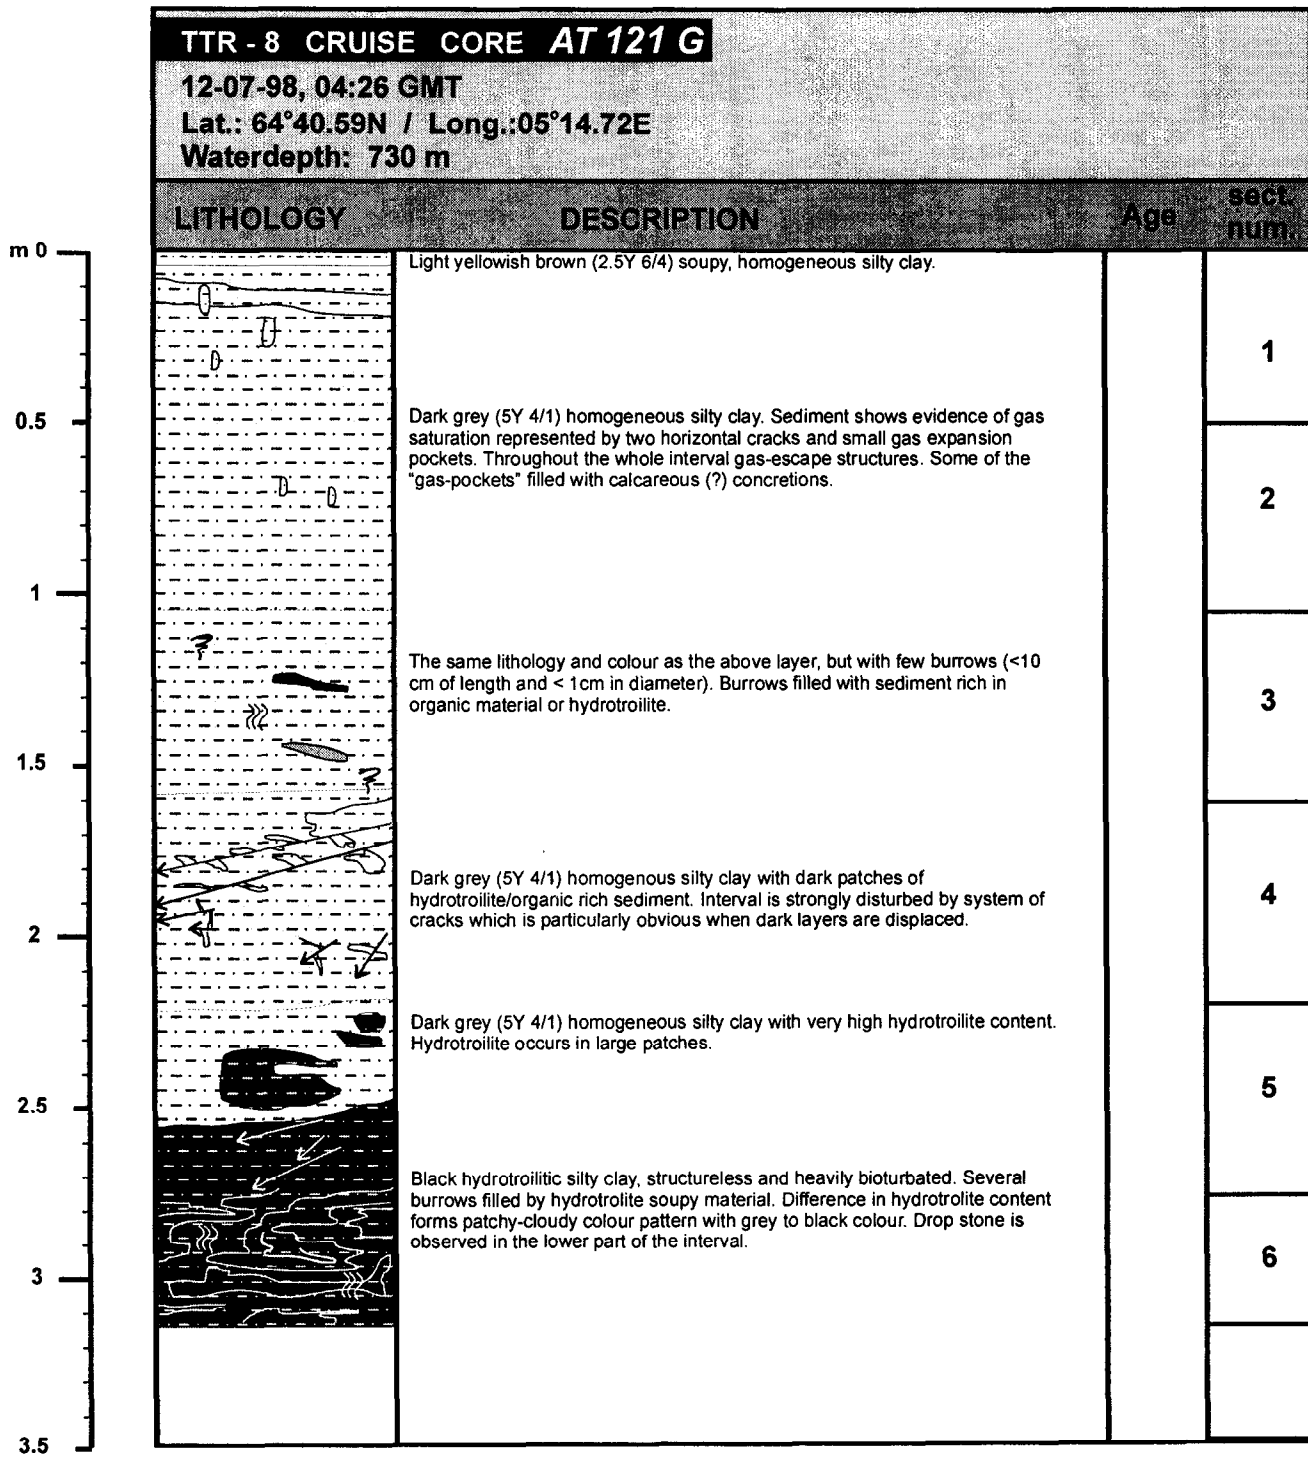 TTR - 8 CRUISE CORE AT 121 G
12-07-98, 04:26 GMT
Lat.: 64°40.59N / Long.:05°14.72E
Waterdepth: 730 m
LITHOLOGY DESCRIPTION Age sect. num.
m 0
Light yellowish brown (2.5Y 6/4) soupy, homogeneous silty clay.
1
0.5
Dark grey (5Y 4/1) homogeneous silty clay. Sediment shows evidence of gas
saturation represented by two horizontal cracks and small gas expansion
pockets. Throughout the whole interval gas-escape structures. Some of the
"gas-pockets" filled with calcareous (?) concretions.
2
1
The same lithology and colour as the above layer, but with few burrows (<10
cm of length and < 1cm in diameter). Burrows filled with sediment rich in
organic material or hydrotroilite.
3
1.5
Dark grey (5Y 4/1) homogenous silty clay with dark patches of
hydrotroilite/organic rich sediment. Interval is strongly disturbed by system of
cracks which is particularly obvious when dark layers are displaced.
4
2
Dark grey (5Y 4/1) homogeneous silty clay with very high hydrotroilite content.
Hydrotroilite occurs in large patches.
5
2.5
Black hydrotroilitic silty clay, structureless and heavily bioturbated. Several
burrows filled by hydrotrolite soupy material. Difference in hydrotrolite content
forms patchy-cloudy colour pattern with grey to black colour. Drop stone is
observed in the lower part of the interval.
6
3
3.5